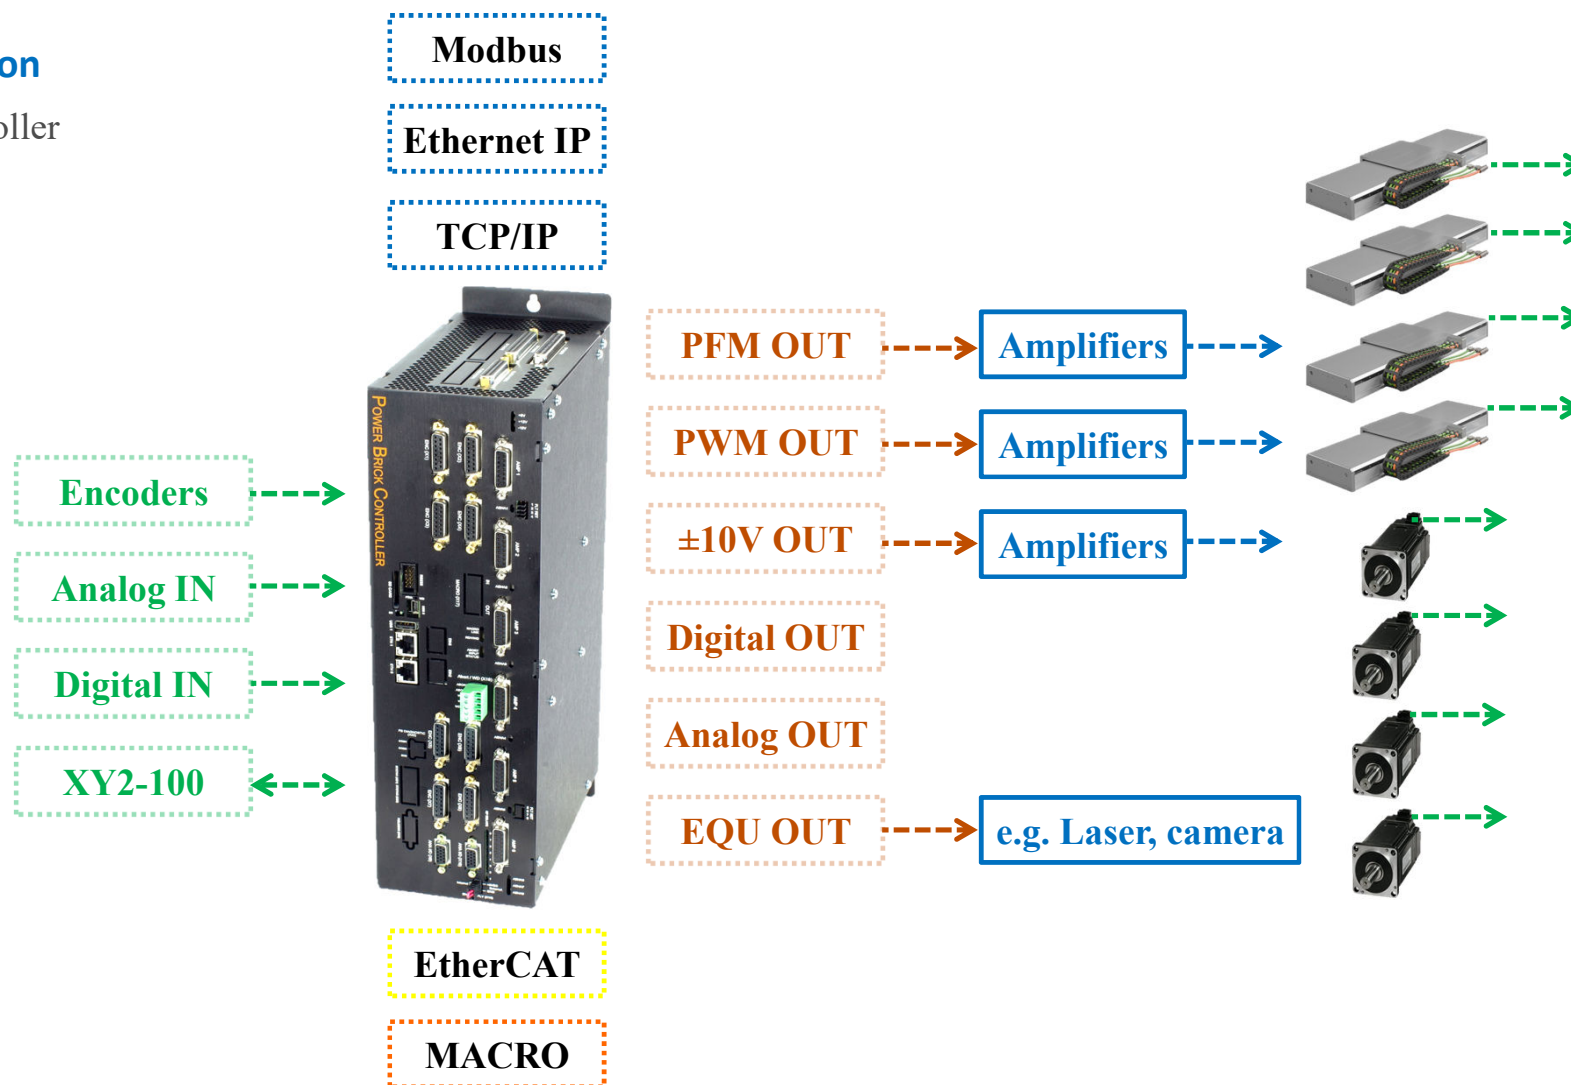 on
oller
Modbus
Ethernet IP
TCP/IP
POWER BRICK CONTROLLER
Encoders
Analog IN
Digital IN
XY2-100
PFM OUT
Amplifiers
PWM OUT
Amplifiers
±10V OUT
Amplifiers
Digital OUT
Analog OUT
EQU OUT
e.g. Laser, camera
EtherCAT
MACRO